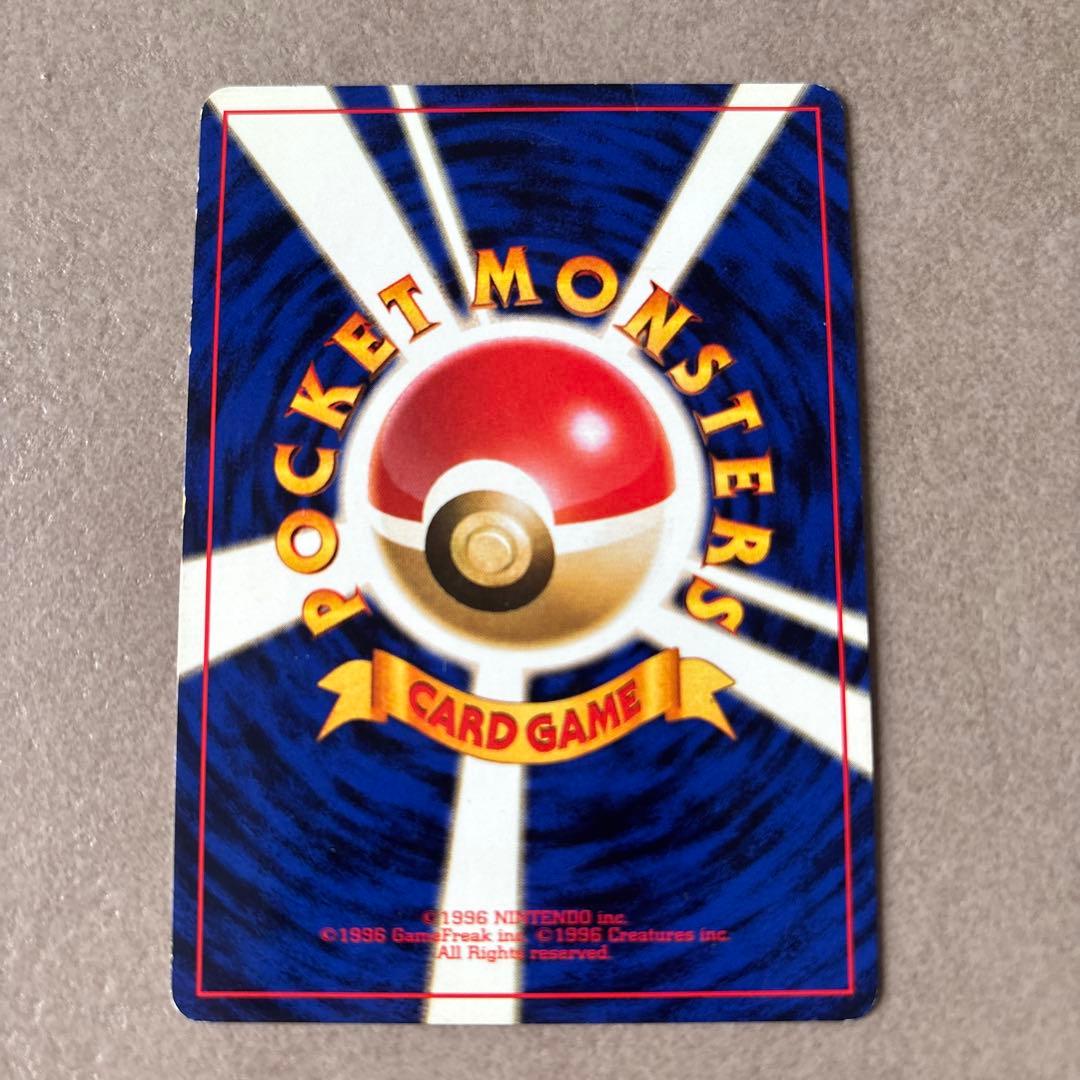 POCKET MONSTERS
CARD GAME
©1996 NINTENDO inc.
©1996 GameFreak inc. ©1996 Creatures inc.
All Rights reserved.